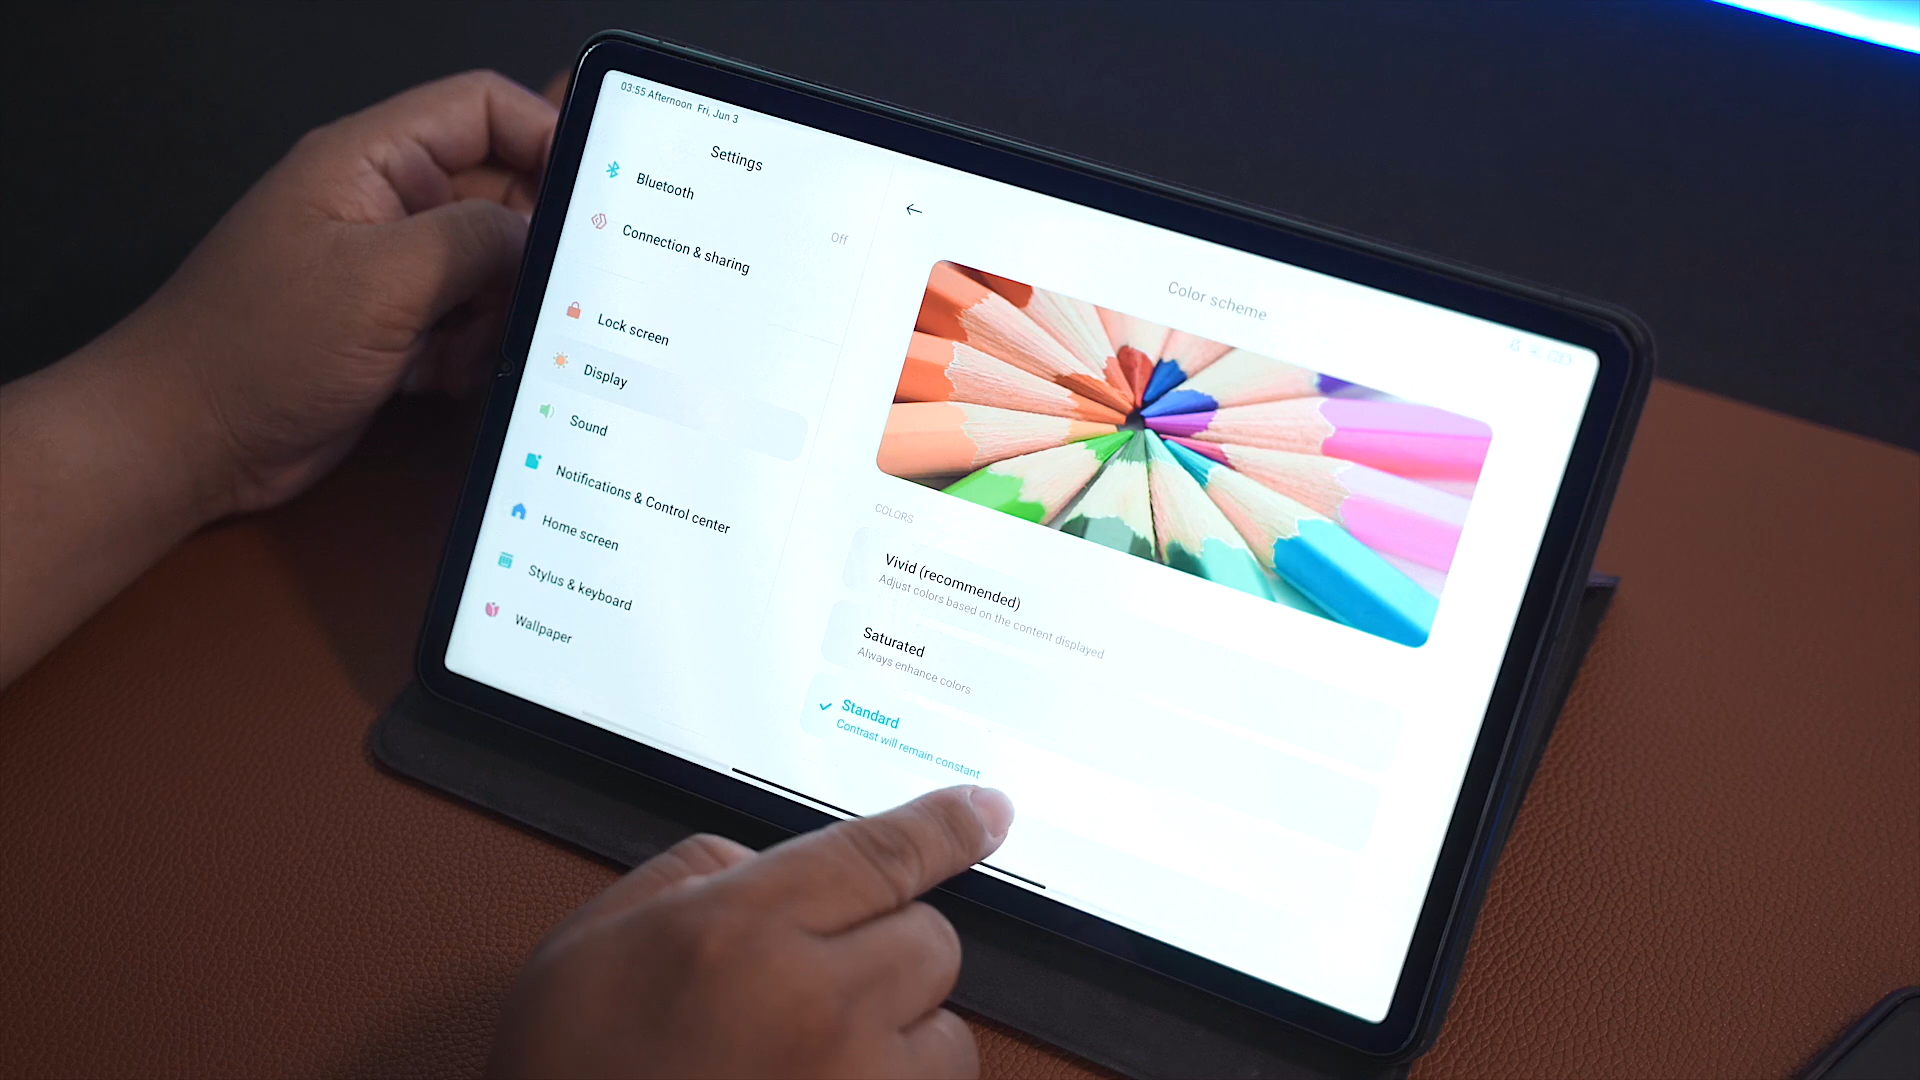 03:55 Afternoon Fri, Jun 3
Settings
Bluetooth
Off
Connection & sharing
Lock screen
Display
Sound
Notifications & Control center
Home screen
Stylus & keyboard
Wallpaper
Color scheme
COLORS
Vivid (recommended)
Adjust colors based on the content displayed
Saturated
Always enhance colors
Standard
Contrast will remain constant